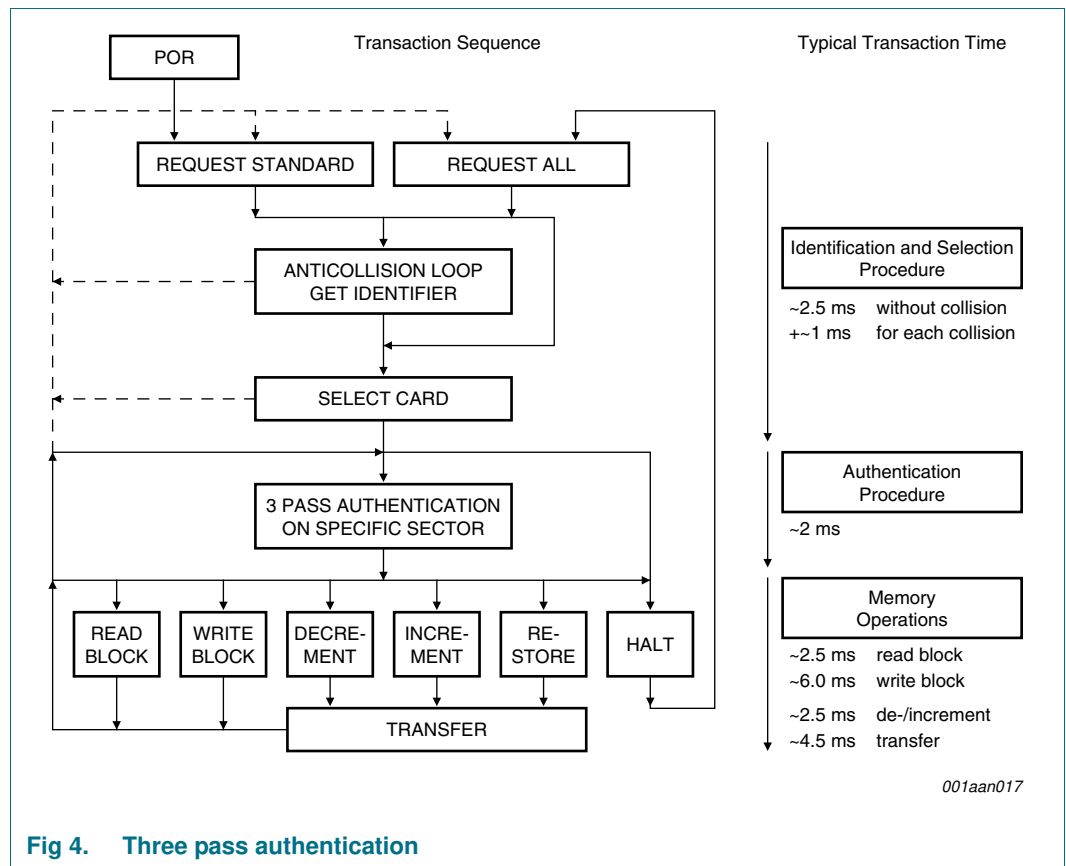 Transaction Sequence
Typical Transaction Time
POR
REQUEST STANDARD
REQUEST ALL
Identification and Selection
Procedure
~2.5 ms without collision
+~1 ms for each collision
ANTICOLLISION LOOP
GET IDENTIFIER
SELECT CARD
Authentication
Procedure
~2 ms
3 PASS AUTHENTICATION
ON SPECIFIC SECTOR
Memory
Operations
~2.5 ms read block
~6.0 ms write block
~2.5 ms de-/increment
~4.5 ms transfer
READ
BLOCK
WRITE
BLOCK
DECRE-
MENT
INCRE-
MENT
RE-
STORE
HALT
TRANSFER
001aan017
Fig 4. Three pass authentication